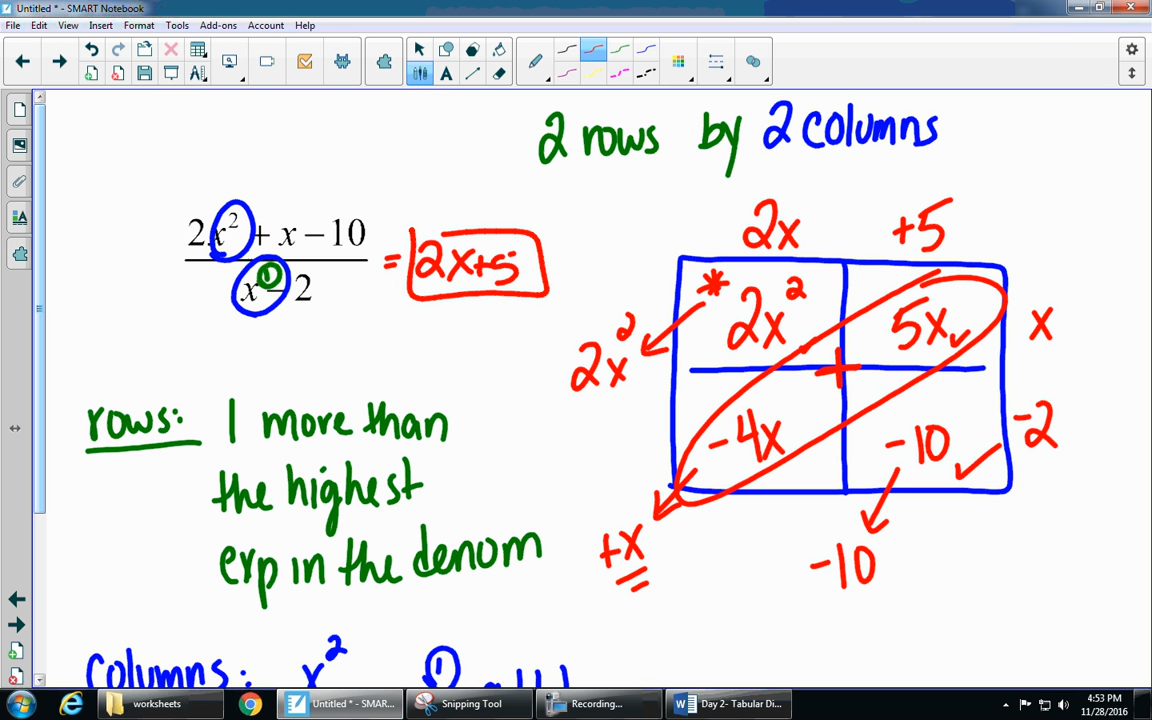 Untitled * - SMART Notebook
File Edit View Insert Format Tools Add-ons Account Help
2 rows by 2 columns
2x² + x − 10
x① − 2
= 2x+5
2x +5
* 2x² 5x x
2x²
-4x -10 -2
+x
-10
rows: 1 more than
the highest
exp in the denom
columns: x² ①
worksheets
Untitled * - SMAR...
Snipping Tool
Recording...
Day 2- Tabular Di...
4:53 PM
11/28/2016